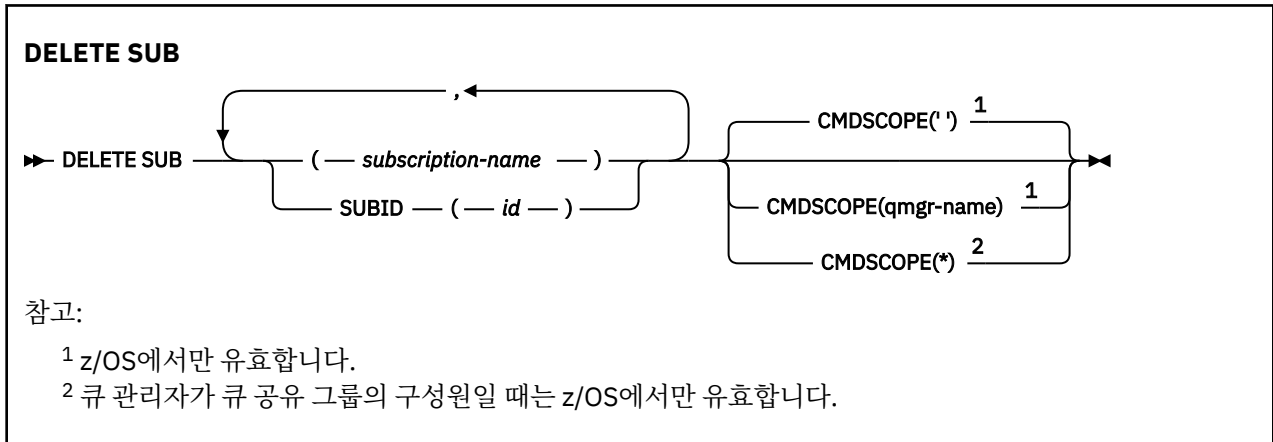 DELETE SUB
,
DELETE SUB ( subscription-name ) CMDSCOPE(' ') 1
SUBID ( id ) CMDSCOPE(qmgr-name) 1
CMDSCOPE(*) 2
참고:
1 z/OS에서만 유효합니다.
2 큐 관리자가 큐 공유 그룹의 구성원일 때는 z/OS에서만 유효합니다.